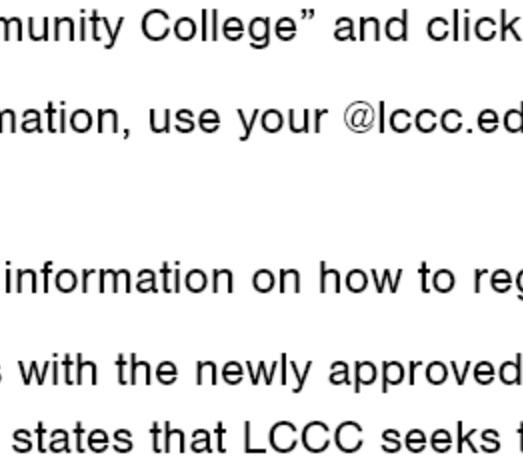 munity College” and click
mation, use your @lccc.ed
information on how to reg
s with the newly approved
states that LCCC seeks t